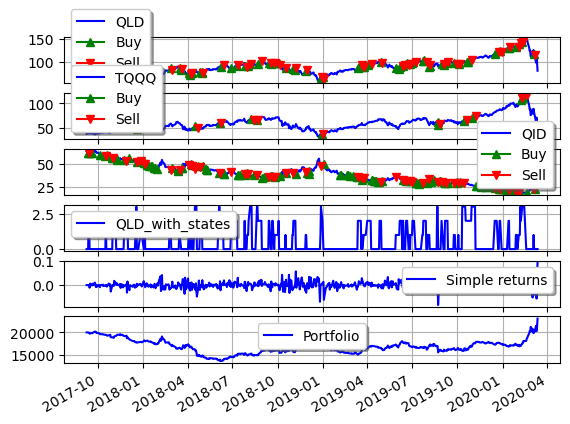 QLD
Buy
Sell
150
100
TQQQ
Buy
Sell
100
50
QID
Buy
Sell
50
25
QLD_with_states
2.5
0.0
Simple returns
0.1
0.0
Portfolio
20000
15000
2017-10 2018-01 2018-04 2018-07 2018-10 2019-01 2019-04 2019-07 2019-10 2020-01 2020-04